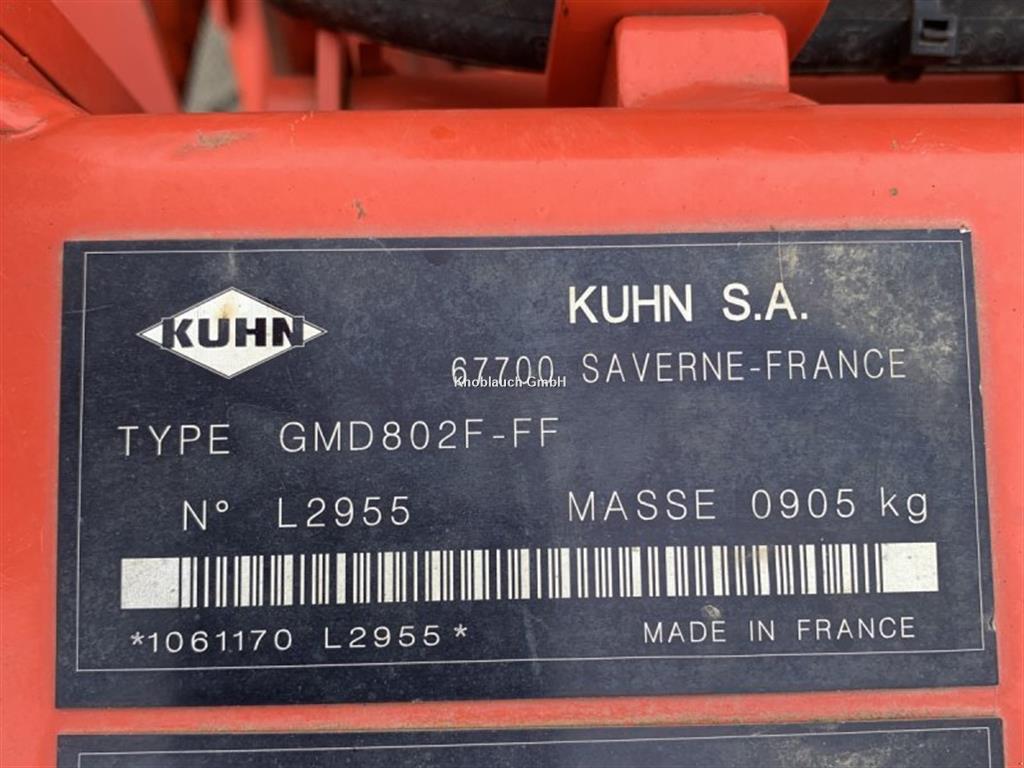 KUHN
KUHN S.A.
67700 SAVERNE-FRANCE
Knoblauch-GmbH
TYPE GMD802F-FF
N° L2955 MASSE 0905 kg
*1061170 L2955*
MADE IN FRANCE